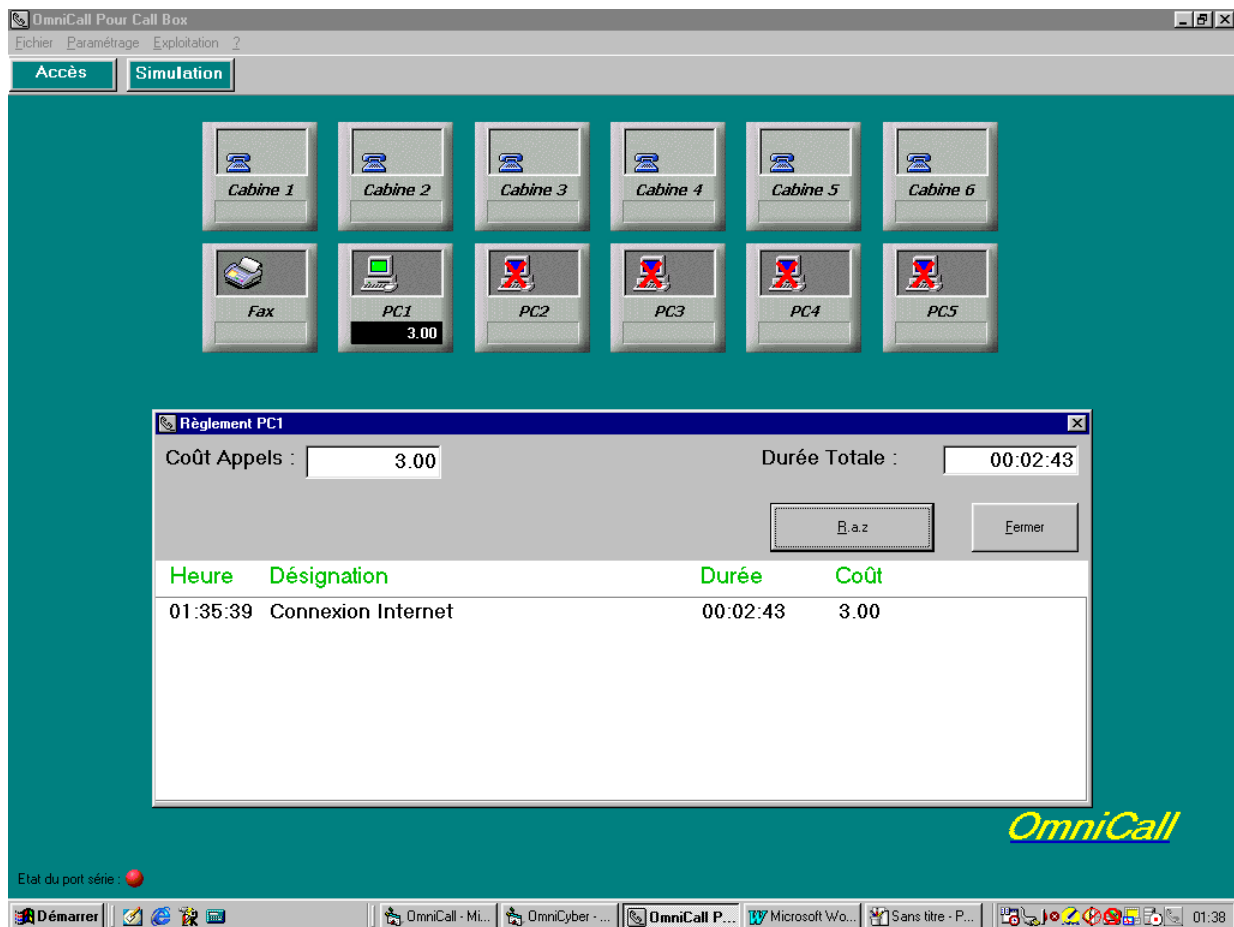 OmniCall Pour Call Box
Fichier Paramétrage Exploitation ?
Accès Simulation
Cabine 1 Cabine 2 Cabine 3 Cabine 4 Cabine 5 Cabine 6
Fax PC1 PC2 PC3 PC4 PC5
3.00
Règlement PC1
Coût Appels : 3.00 Durée Totale : 00:02:43
R.a.z Fermer
Heure Désignation Durée Coût
01:35:39 Connexion Internet 00:02:43 3.00
OmniCall
Etat du port série :
Démarrer OmniCall - Mi... OmniCyber - ... OmniCall P... Microsoft Wo... Sans titre - P... 01:38